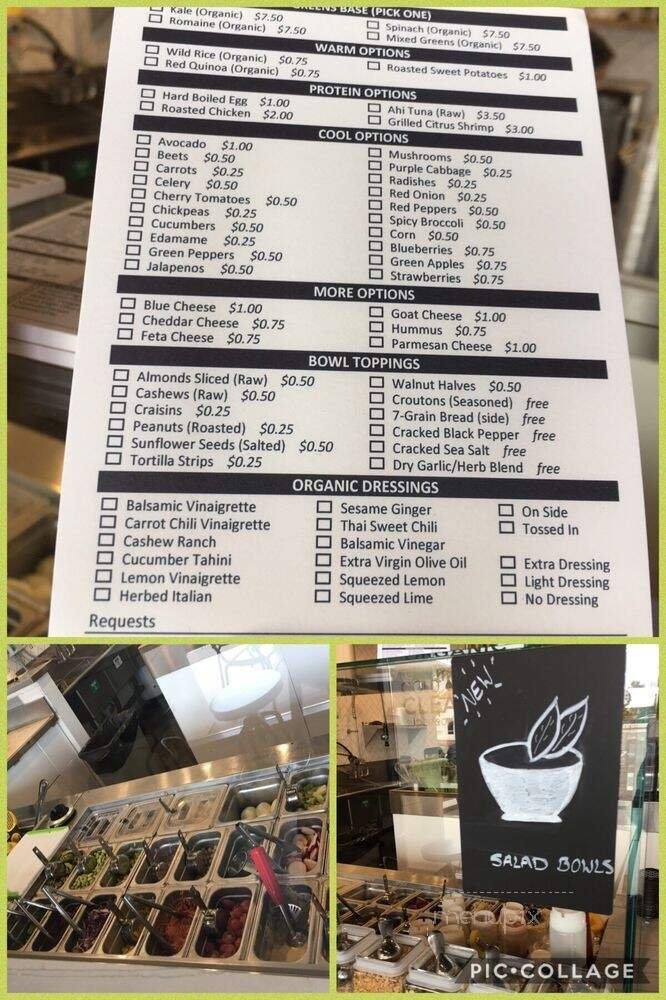 GREENS BASE (PICK ONE)
Kale (Organic) $7.50
Romaine (Organic) $7.50
Spinach (Organic) $7.50
Mixed Greens (Organic) $7.50
WARM OPTIONS
Wild Rice (Organic) $0.75
Red Quinoa (Organic) $0.75
Roasted Sweet Potatoes $1.00
PROTEIN OPTIONS
Hard Boiled Egg $1.00
Roasted Chicken $2.00
Ahi Tuna (Raw) $3.50
Grilled Citrus Shrimp $3.00
COOL OPTIONS
Avocado $1.00
Beets $0.50
Carrots $0.25
Celery $0.50
Cherry Tomatoes $0.50
Chickpeas $0.25
Cucumbers $0.50
Edamame $0.25
Green Peppers $0.50
Jalapenos $0.50
Mushrooms $0.50
Purple Cabbage $0.25
Radishes $0.25
Red Onion $0.25
Red Peppers $0.50
Spicy Broccoli $0.50
Corn $0.50
Blueberries $0.75
Green Apples $0.75
Strawberries $0.75
MORE OPTIONS
Blue Cheese $1.00
Cheddar Cheese $0.75
Feta Cheese $0.75
Goat Cheese $1.00
Hummus $0.75
Parmesan Cheese $1.00
BOWL TOPPINGS
Almonds Sliced (Raw) $0.50
Cashews (Raw) $0.50
Craisins $0.25
Peanuts (Roasted) $0.25
Sunflower Seeds (Salted) $0.50
Tortilla Strips $0.25
Walnut Halves $0.50
Croutons (Seasoned) free
7-Grain Bread (side) free
Cracked Black Pepper free
Cracked Sea Salt free
Dry Garlic/Herb Blend free
ORGANIC DRESSINGS
Balsamic Vinaigrette
Carrot Chili Vinaigrette
Cashew Ranch
Cucumber Tahini
Lemon Vinaigrette
Herbed Italian
Sesame Ginger
Thai Sweet Chili
Balsamic Vinegar
Extra Virgin Olive Oil
Squeezed Lemon
Squeezed Lime
On Side
Tossed In
Extra Dressing
Light Dressing
No Dressing
Requests
NEW
SALAD BOWLS
menupix
PIC•COLLAGE